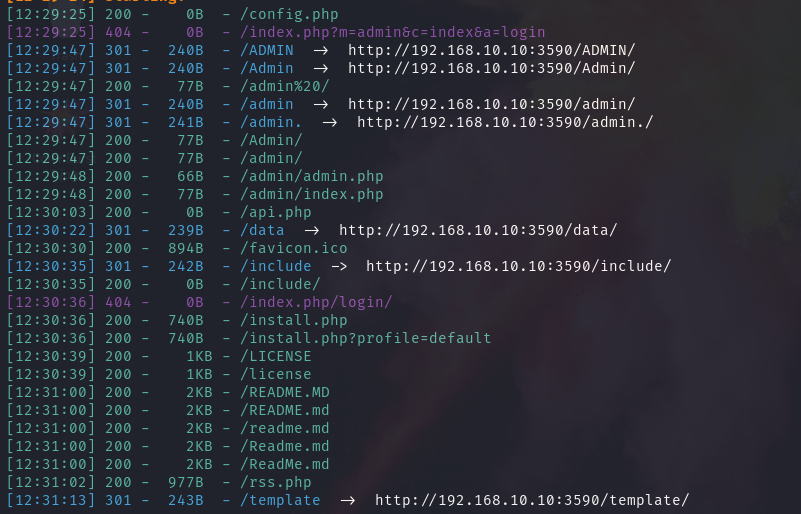 [12:29:25] 200 -    0B  - /config.php
[12:29:25] 404 -    0B  - /index.php?m=admin&c=index&a=login
[12:29:47] 301 -  240B  - /ADMIN  ->  http://192.168.10.10:3590/ADMIN/
[12:29:47] 301 -  240B  - /Admin  ->  http://192.168.10.10:3590/Admin/
[12:29:47] 200 -   77B  - /admin%20/
[12:29:47] 301 -  240B  - /admin  ->  http://192.168.10.10:3590/admin/
[12:29:47] 301 -  241B  - /admin.  ->  http://192.168.10.10:3590/admin./
[12:29:47] 200 -   77B  - /Admin/
[12:29:47] 200 -   77B  - /admin/
[12:29:48] 200 -   66B  - /admin/admin.php
[12:29:48] 200 -   77B  - /admin/index.php
[12:30:03] 200 -    0B  - /api.php
[12:30:22] 301 -  239B  - /data  ->  http://192.168.10.10:3590/data/
[12:30:30] 200 -  894B  - /favicon.ico
[12:30:35] 301 -  242B  - /include  ->  http://192.168.10.10:3590/include/
[12:30:35] 200 -    0B  - /include/
[12:30:36] 404 -    0B  - /index.php/login/
[12:30:36] 200 -  740B  - /install.php
[12:30:36] 200 -  740B  - /install.php?profile=default
[12:30:39] 200 -    1KB - /LICENSE
[12:30:39] 200 -    1KB - /license
[12:31:00] 200 -    2KB - /README.MD
[12:31:00] 200 -    2KB - /README.md
[12:31:00] 200 -    2KB - /readme.md
[12:31:00] 200 -    2KB - /Readme.md
[12:31:00] 200 -    2KB - /ReadMe.md
[12:31:02] 200 -  977B  - /rss.php
[12:31:13] 301 -  243B  - /template  ->  http://192.168.10.10:3590/template/